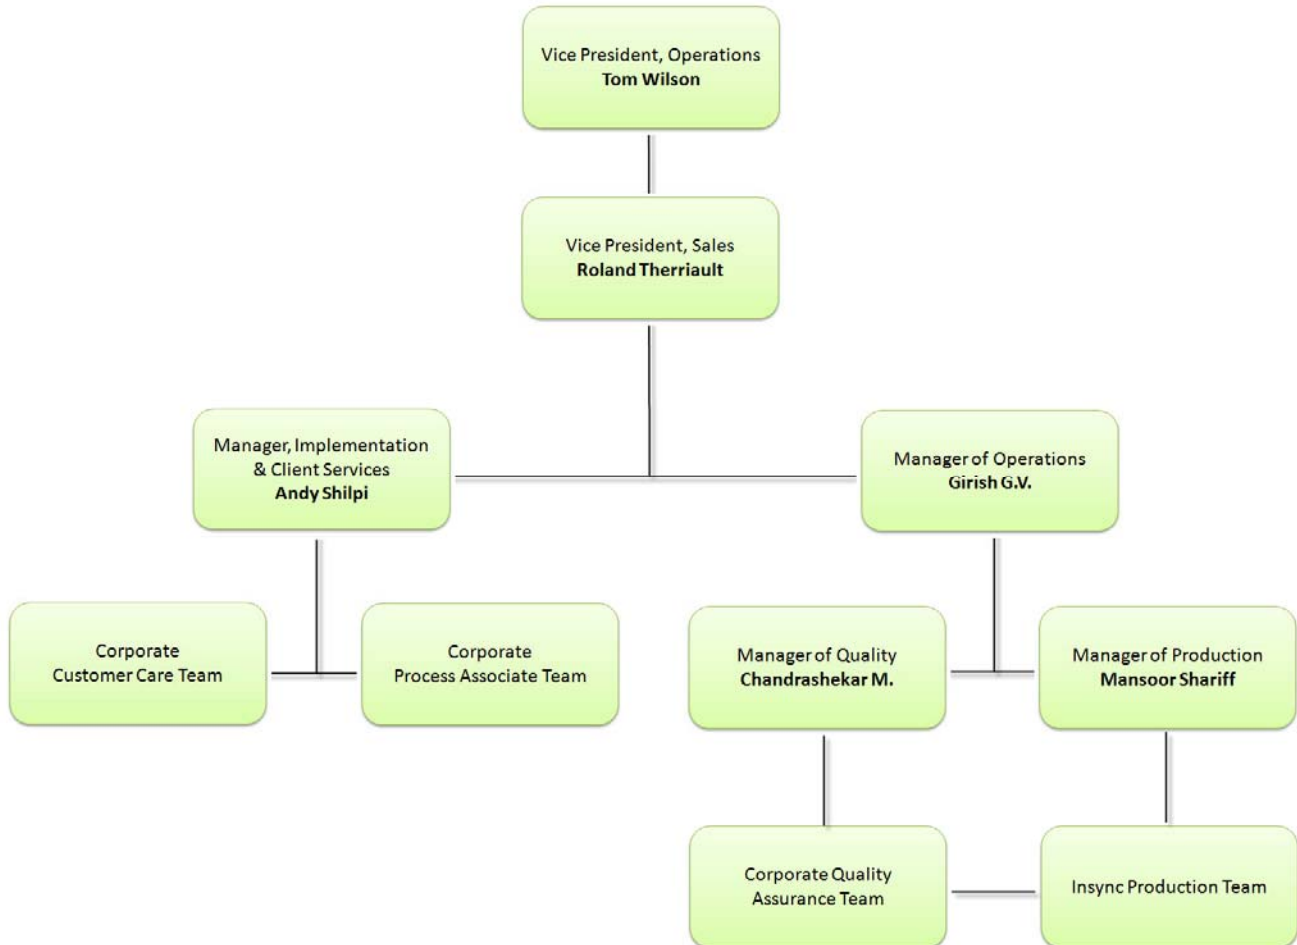 Vice President, Operations
Tom Wilson
Vice President, Sales
Roland Therriault
Manager, Implementation
& Client Services
Andy Shilpi
Manager of Operations
Girish G.V.
Corporate
Customer Care Team
Corporate
Process Associate Team
Manager of Quality
Chandrashekar M.
Manager of Production
Mansoor Shariff
Corporate Quality
Assurance Team
Insync Production Team